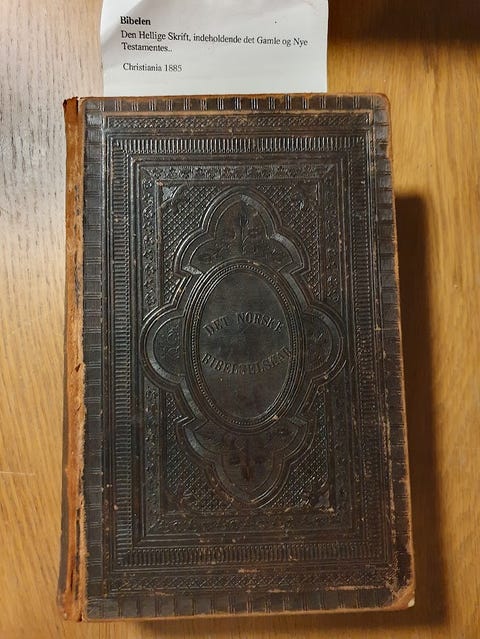 Bibelen
Den Hellige Skrift, indeholdende det Gamle og Nye
Testamentes..
Christiania 1885
DET NORSKE
BIBELSELSKAB